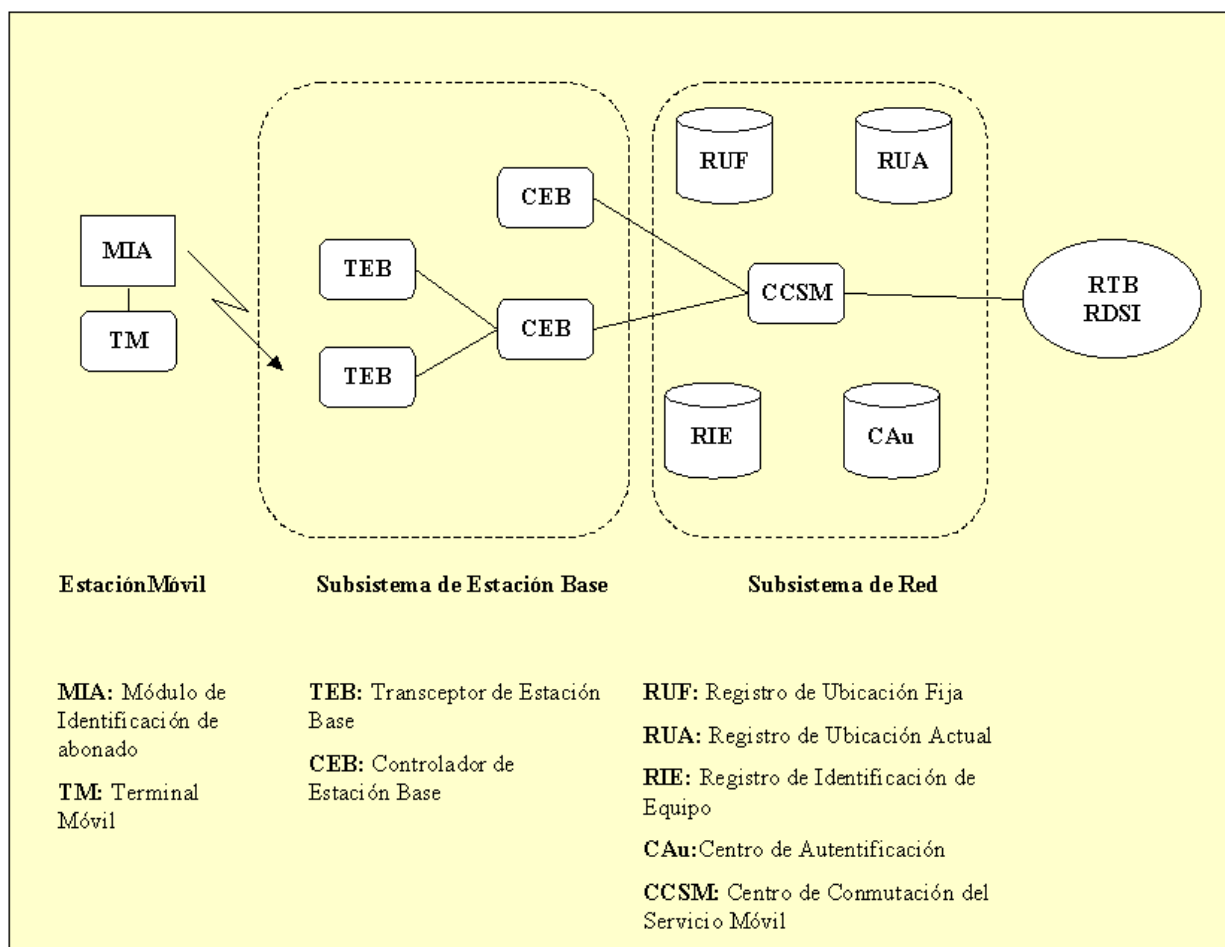 RUF
RUA
CEB
MIA
TEB
CCSM
RTB
RDSI
CEB
TM
TEB
RIE
CAu
EstaciónMóvil
Subsistema de Estación Base
Subsistema de Red
MIA: Módulo de
Identificación de
abonado
TM: Terminal
Móvil
TEB: Transceptor de Estación
Base
CEB: Controlador de
Estación Base
RUF: Registro de Ubicación Fija
RUA: Registro de Ubicación Actual
RIE: Registro de Identificación de
Equipo
CAu:Centro de Autentificación
CCSM: Centro de Conmutación del
Servicio Móvil